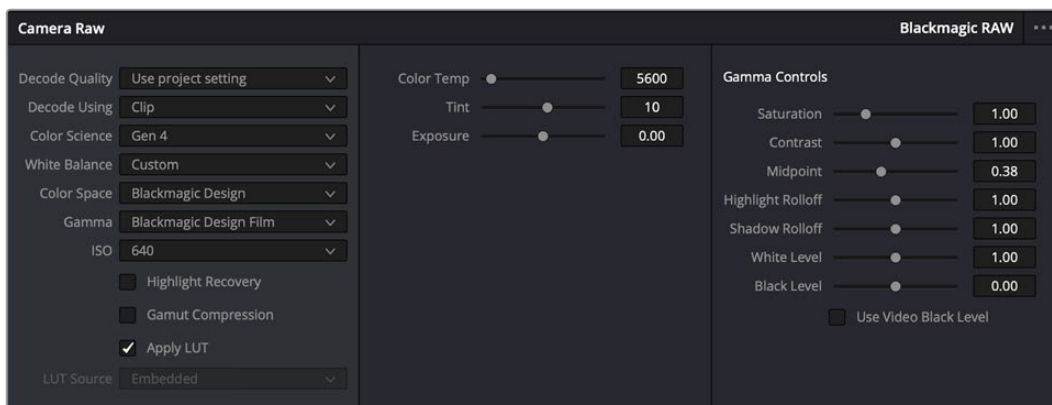 Camera Raw
Blackmagic RAW
Decode Quality Use project setting
Decode Using Clip
Color Science Gen 4
White Balance Custom
Color Space Blackmagic Design
Gamma Blackmagic Design Film
ISO 640
Highlight Recovery
Gamut Compression
Apply LUT
LUT Source Embedded
Color Temp 5600
Tint 10
Exposure 0.00
Gamma Controls
Saturation 1.00
Contrast 1.00
Midpoint 0.38
Highlight Rolloff 1.00
Shadow Rolloff 1.00
White Level 1.00
Black Level 0.00
Use Video Black Level